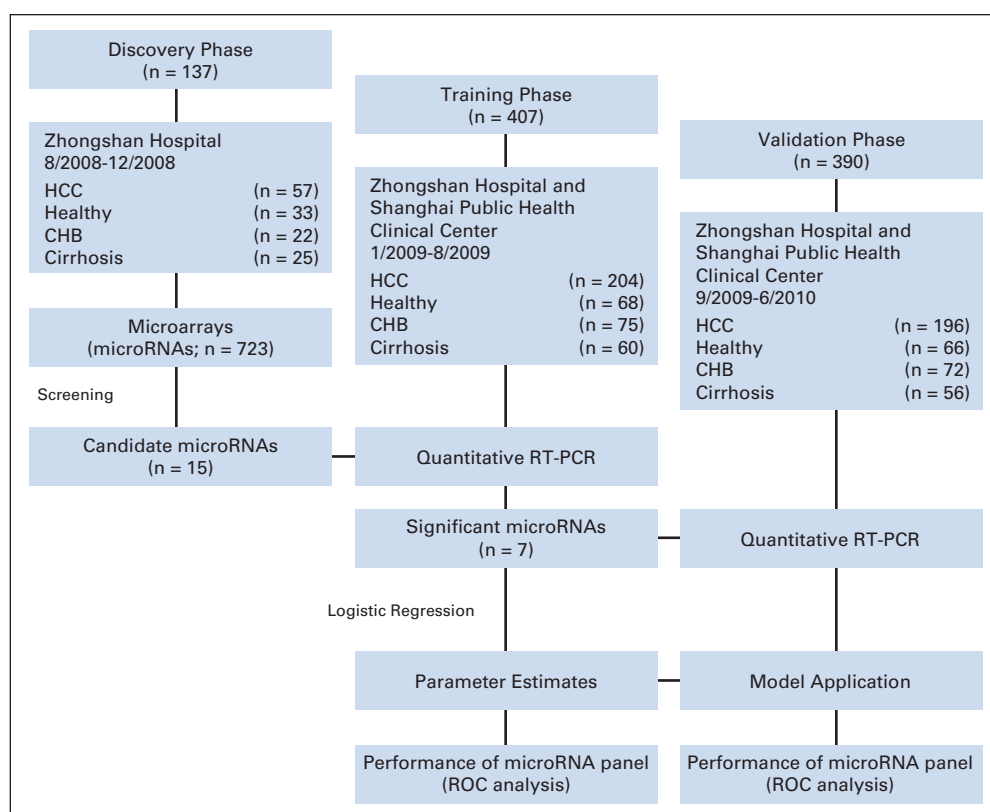 Discovery Phase
(n = 137)
Zhongshan Hospital
8/2008-12/2008
HCC (n = 57)
Healthy (n = 33)
CHB (n = 22)
Cirrhosis (n = 25)
Microarrays
(microRNAs; n = 723)
Screening
Candidate microRNAs
(n = 15)
Training Phase
(n = 407)
Zhongshan Hospital and
Shanghai Public Health
Clinical Center
1/2009-8/2009
HCC (n = 204)
Healthy (n = 68)
CHB (n = 75)
Cirrhosis (n = 60)
Quantitative RT-PCR
Significant microRNAs
(n = 7)
Logistic Regression
Parameter Estimates
Performance of microRNA panel
(ROC analysis)
Validation Phase
(n = 390)
Zhongshan Hospital and
Shanghai Public Health
Clinical Center
9/2009-6/2010
HCC (n = 196)
Healthy (n = 66)
CHB (n = 72)
Cirrhosis (n = 56)
Quantitative RT-PCR
Model Application
Performance of microRNA panel
(ROC analysis)